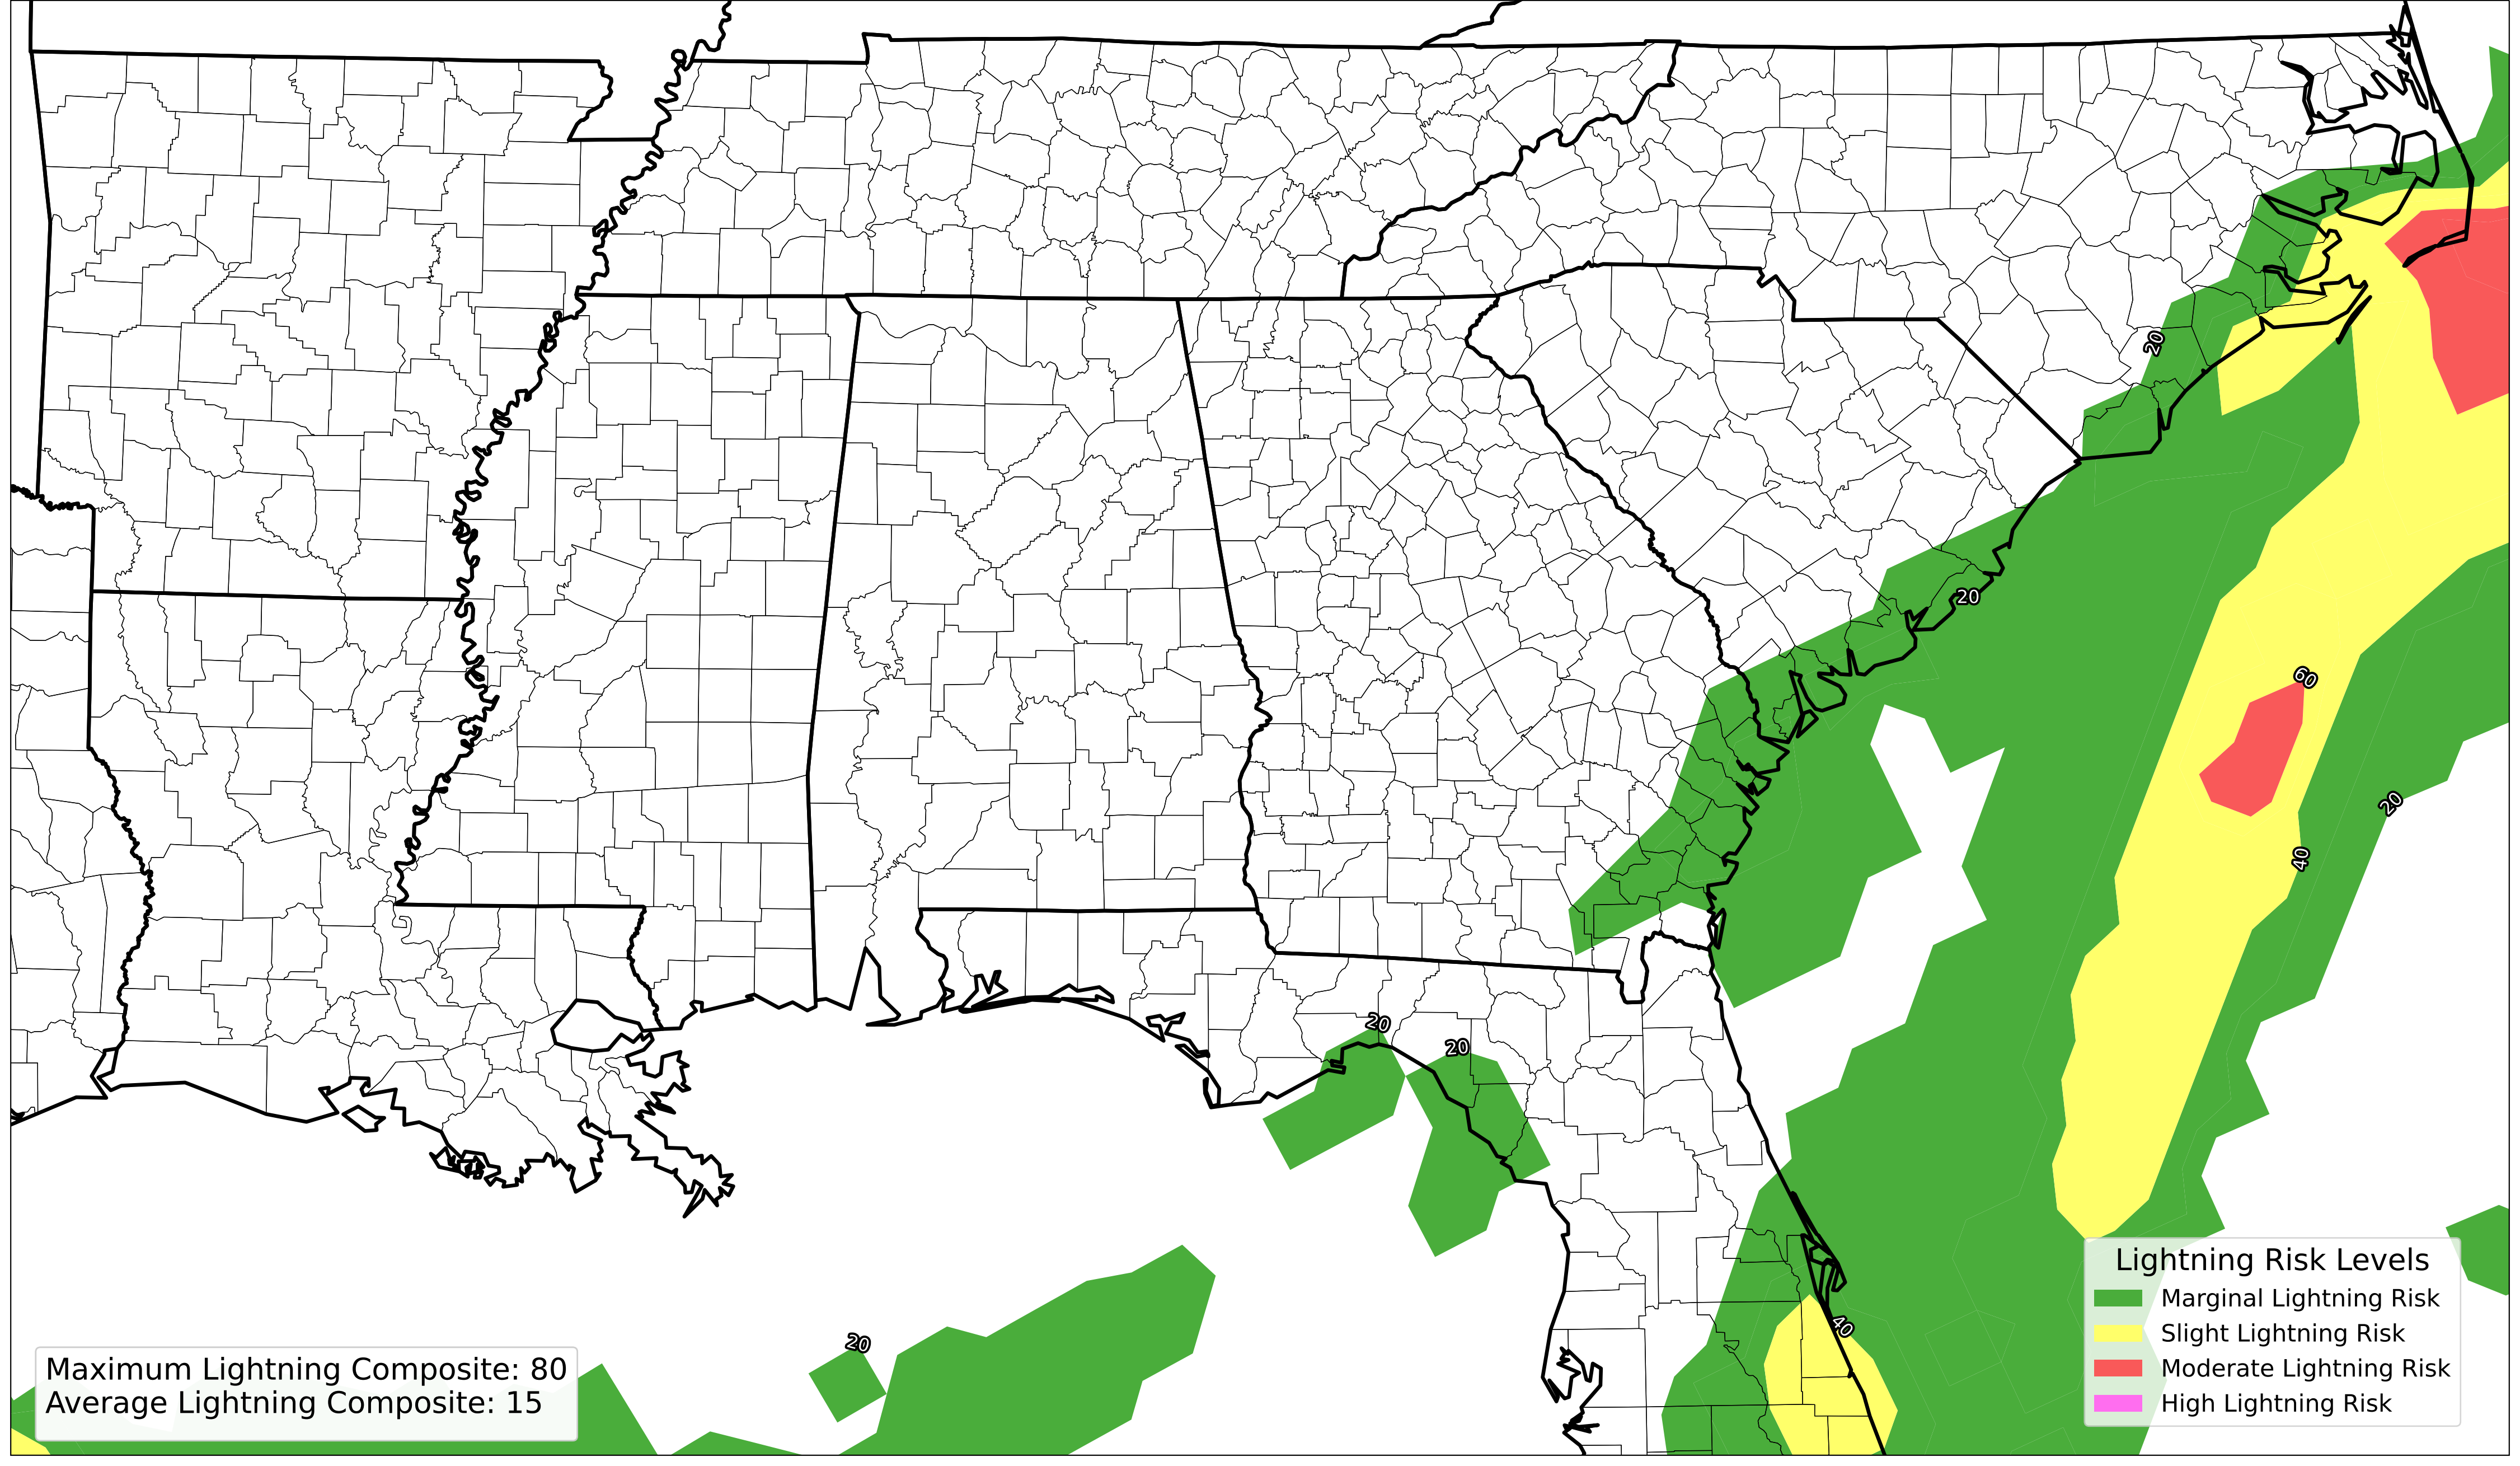 20
20
60
20
40
20
20
40
20
Maximum Lightning Composite: 80
Average Lightning Composite: 15
Lightning Risk Levels
Marginal Lightning Risk
Slight Lightning Risk
Moderate Lightning Risk
High Lightning Risk